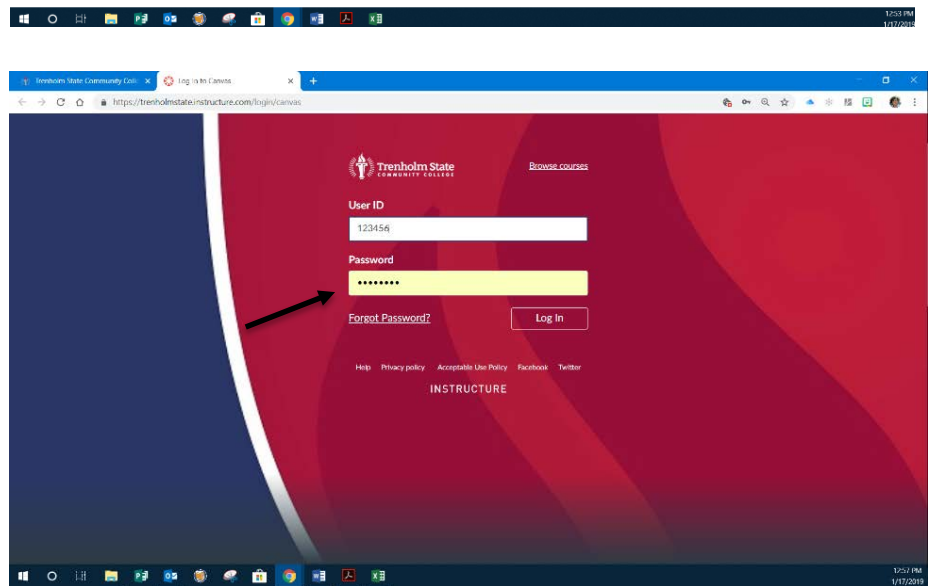 12:53 PM
1/17/2019
Trenholm State Community Colle
Log In to Canvas
https://trenholmstate.instructure.com/login/canvas
Trenholm State
COMMUNITY COLLEGE
Browse courses
User ID
123456
Password
••••••••
Forgot Password?
Log In
Help Privacy policy Acceptable Use Policy Facebook Twitter
INSTRUCTURE
12:57 PM
1/17/2019